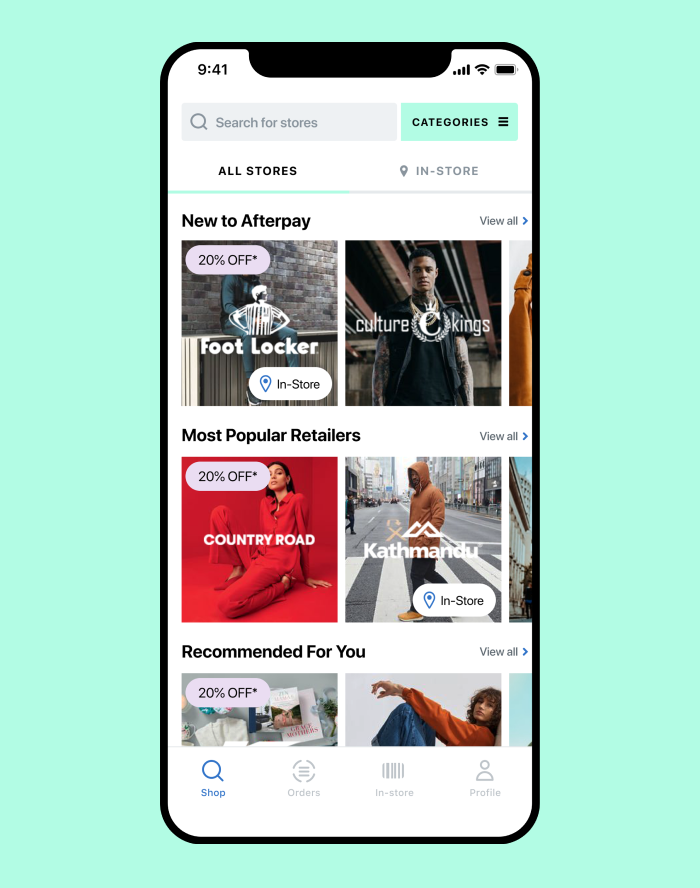 9:41
Search for stores
CATEGORIES
ALL STORES
IN-STORE
New to Afterpay
View all
20% OFF*
Foot Locker
In-Store
culture C kings
Most Popular Retailers
View all
20% OFF*
COUNTRY ROAD
Kathmandu
In-Store
Recommended For You
View all
20% OFF*
GRACE
MOTHERS
Shop
Orders
In-store
Profile